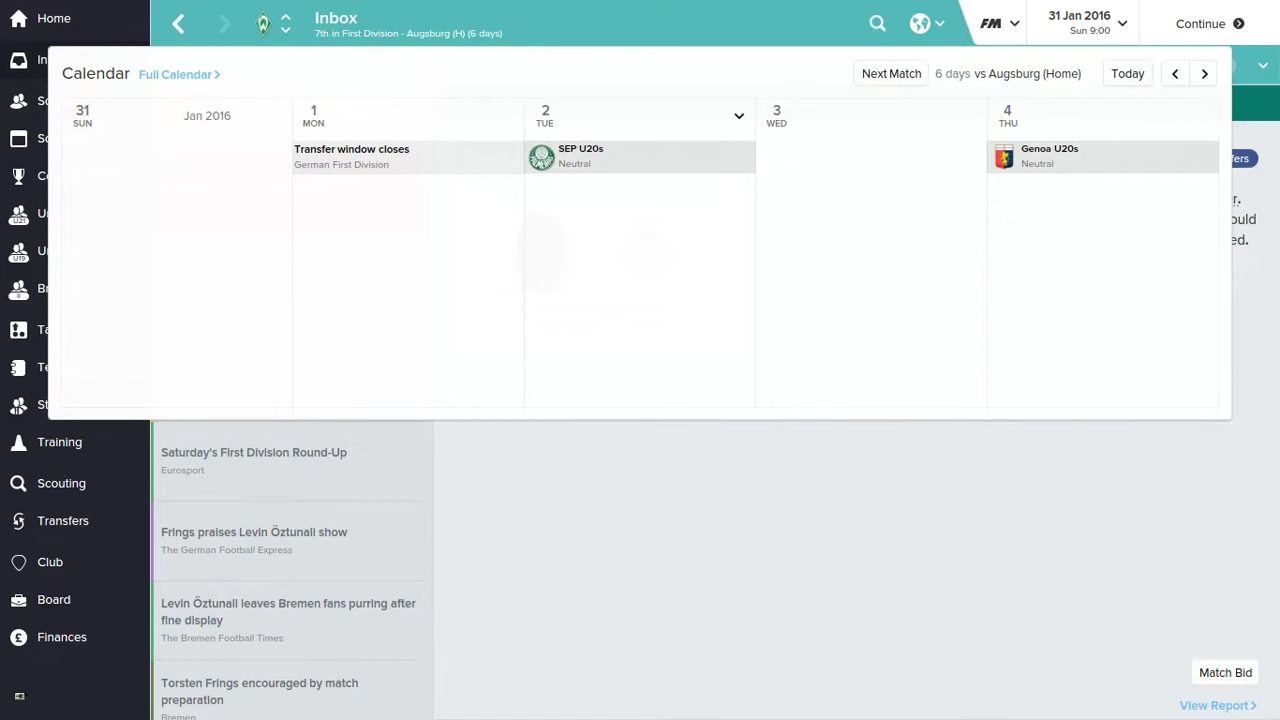 Home
Inbox
7th in First Division - Augsburg (H) (6 days)
FM
31 Jan 2016
Sun 9:00
Continue
Calendar
Full Calendar
Next Match
6 days vs Augsburg (Home)
Today
31
SUN
Jan 2016
1
MON
2
TUE
3
WED
4
THU
Transfer window closes
German First Division
SEP U20s
Neutral
Genoa U20s
Neutral
Training
Scouting
Transfers
Club
Board
Finances
Saturday's First Division Round-Up
Eurosport
Frings praises Levin Öztunali show
The German Football Express
Levin Öztunali leaves Bremen fans purring after
fine display
The Bremen Football Times
Torsten Frings encouraged by match
preparation
Bremen
Match Bid
View Report